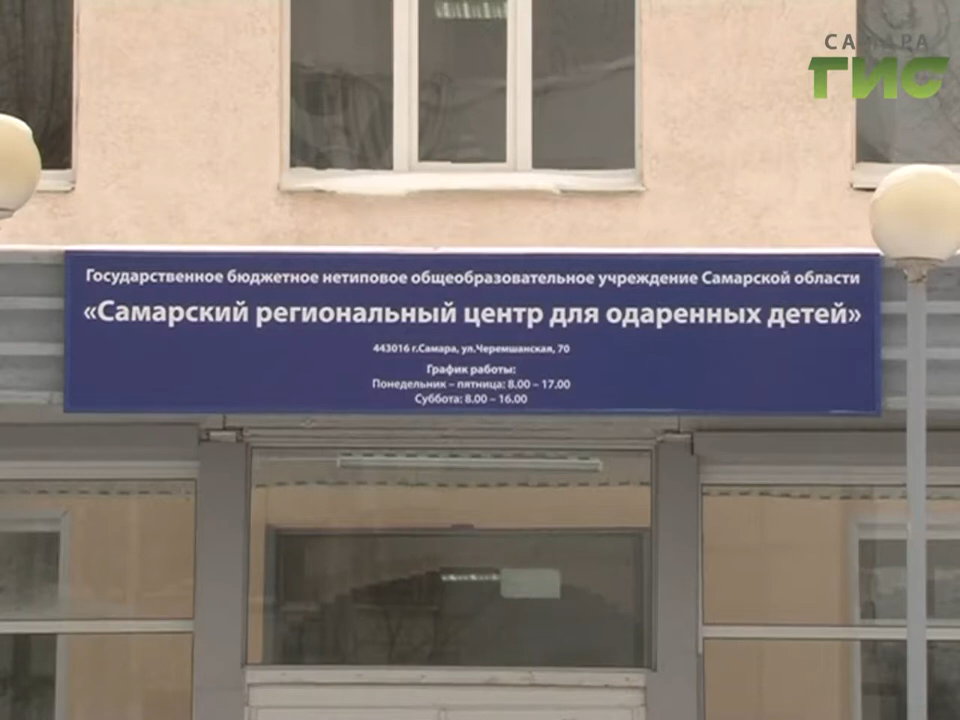 САМАРА
ГИС
Государственное бюджетное нетиповое общеобразовательное учреждение Самарской области
«Самарский региональный центр для одаренных детей»
443016 г.Самара, ул.Черемшанская, 70
График работы:
Понедельник – пятница: 8.00 – 17.00
Суббота: 8.00 – 16.00